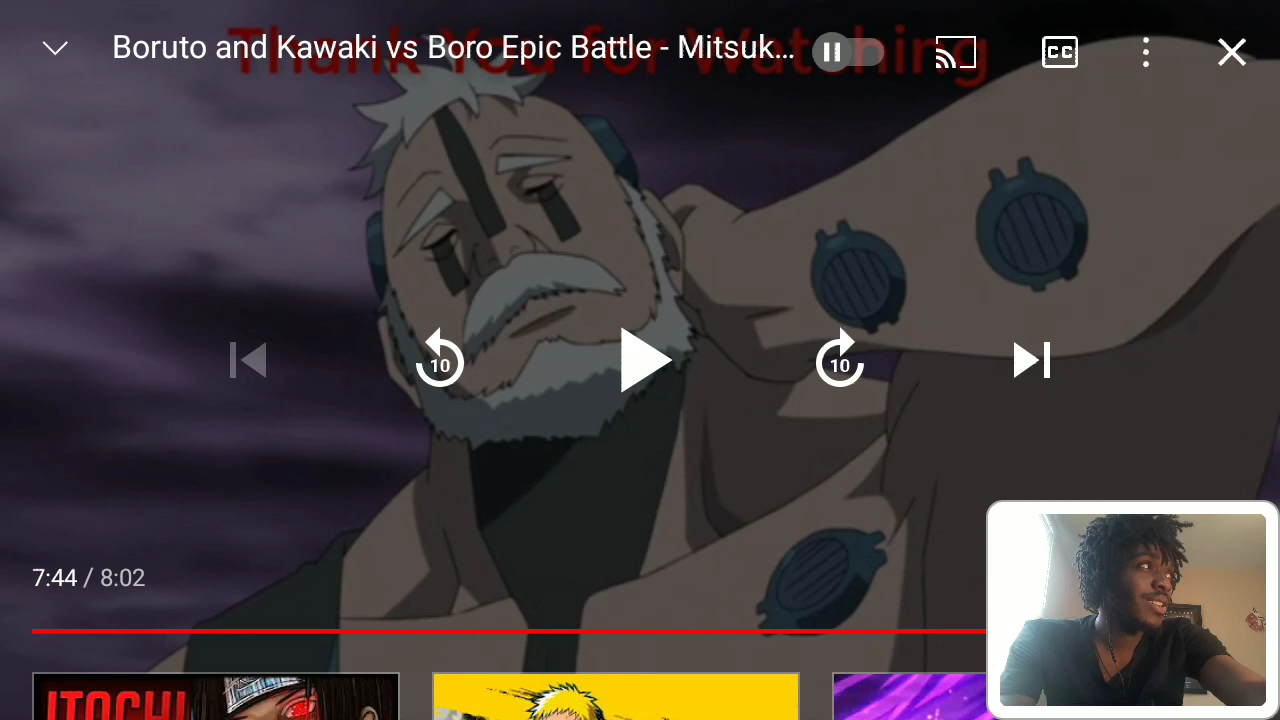 Thank You for Watching
Boruto and Kawaki vs Boro Epic Battle - Mitsuk...
CC
10
10
7:44 / 8:02
ITACHI